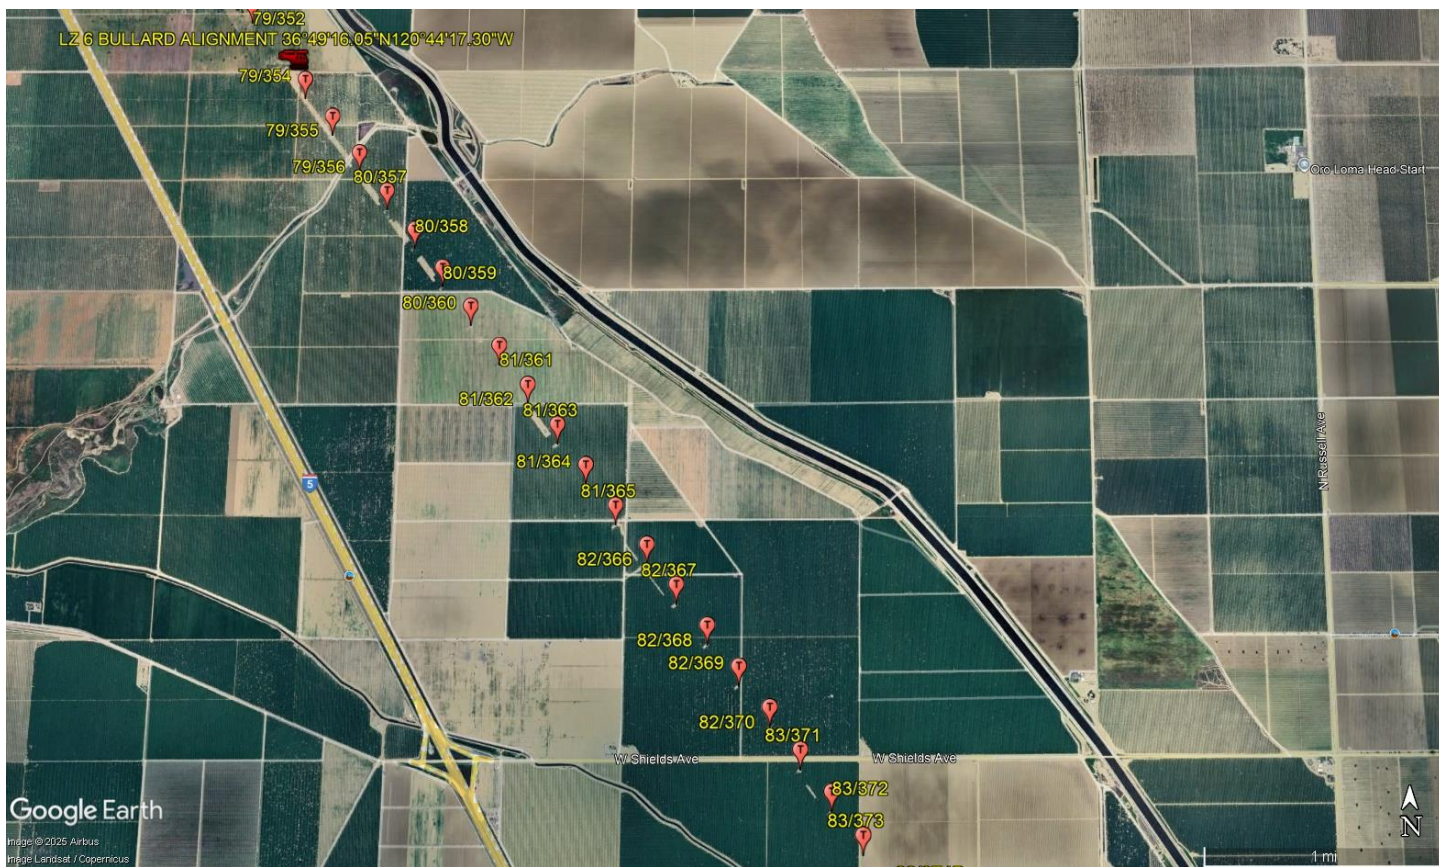 79/352
LZ 6 BULLARD ALIGNMENT 36°49'16.05"N120°44'17.30"W
79/354
79/355
79/356
80/357
Oro Loma Head-Start
80/358
80/359
80/360
81/361
81/362
81/363
N Russell Ave
81/364
5
81/365
82/366
82/367
82/368
82/369
82/370
83/371
W Shields Ave
W Shields Ave
83/372
Google Earth
83/373
N
Image © 2025 Airbus
Image Landsat / Copernicus
1 mi